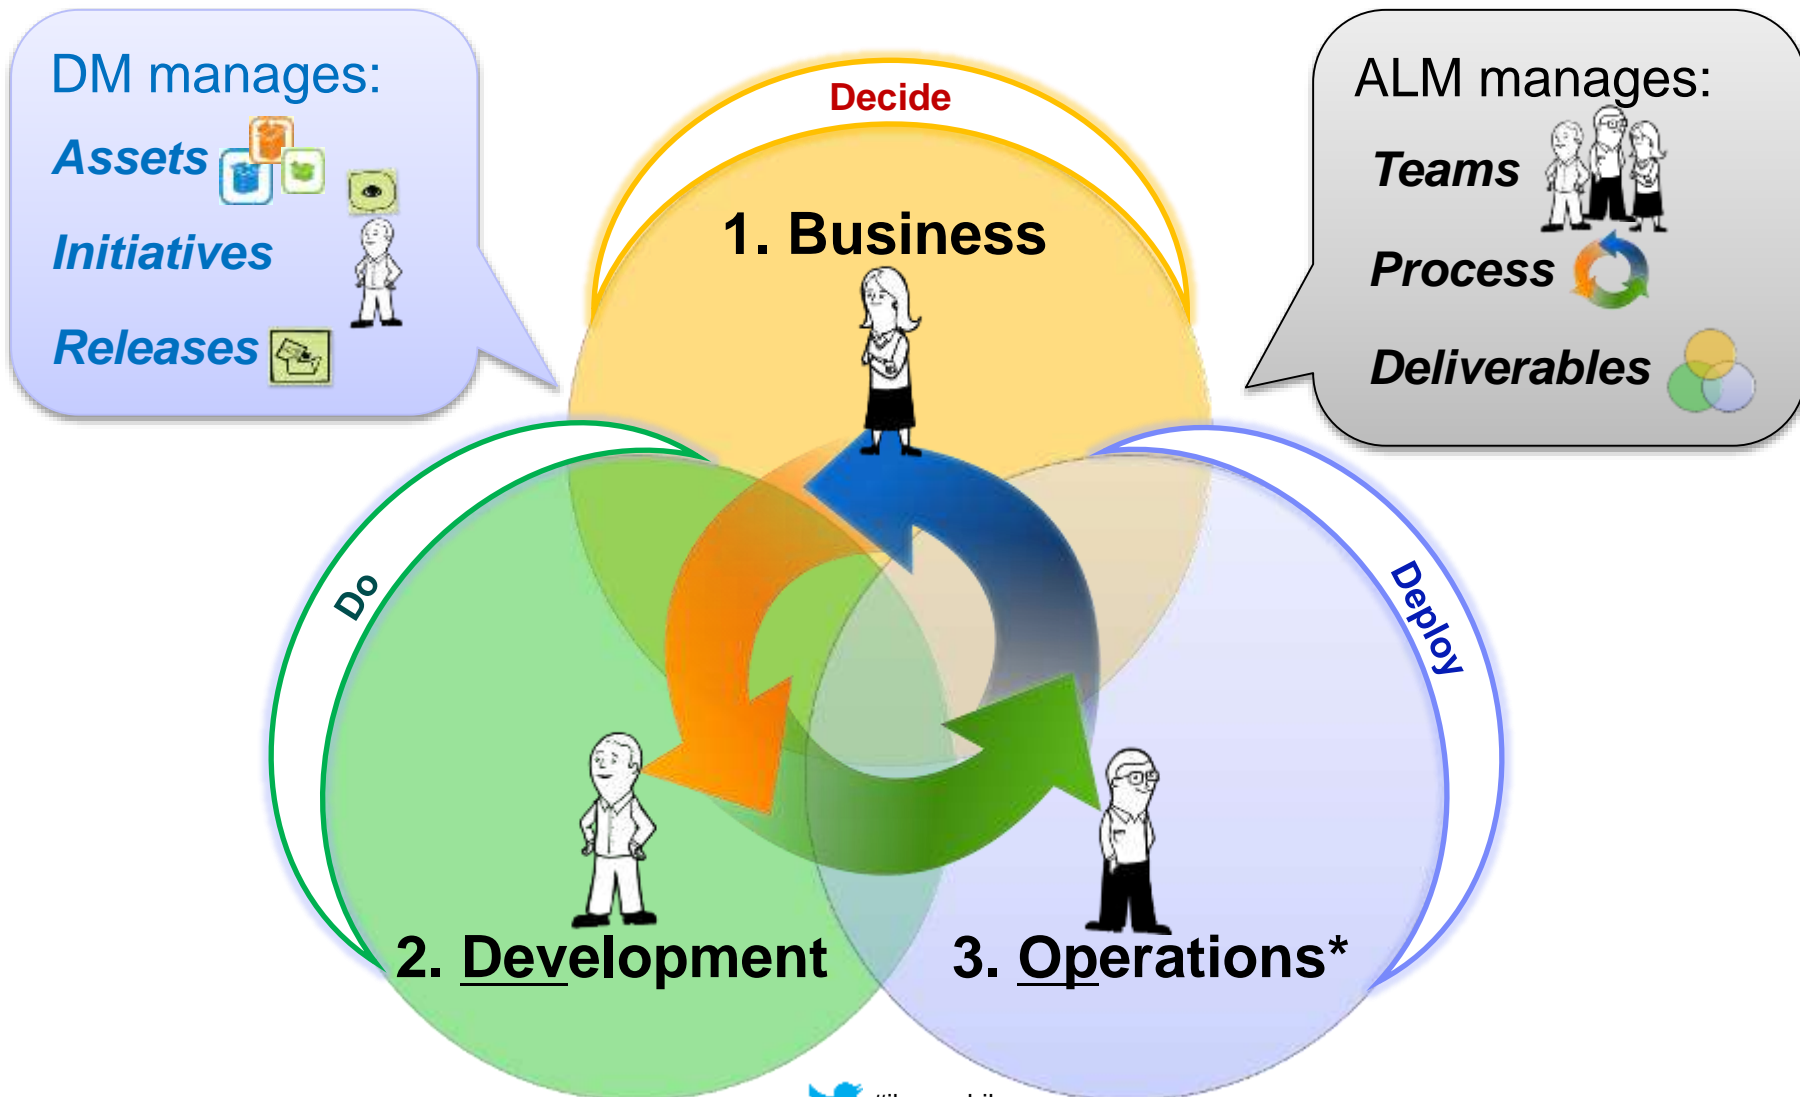 DM manages:
Assets
Initiatives
Releases
Decide
1. Business
ALM manages:
Teams
Process
Deliverables
Do
Deploy
2. Development
3. Operations*